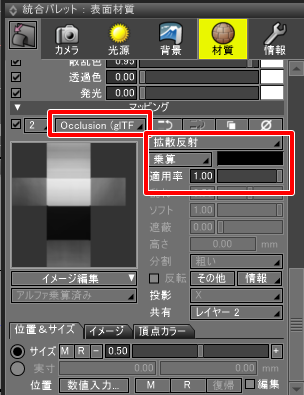 統合パレット : 表面材質
カメラ 光源 背景 材質 情報
散乱色 0.95
透過色 0.00
発光 0.00
▼ マッピング
2 Occlusion (glTF
拡散反射
乗算
適用率 1.00
ソフト 1.00
遮蔽 0.00
高さ 0.00 mm
分割 粗い
イメージ編集 ▼ 反転 その他 情報
アルファ乗算済み 投影 X
共有 レイヤー 2
位置＆サイズ イメージ 頂点カラー
サイズ M R - 0.50 +
実寸 0.00 0.00 mm
位置 数値入力... M R 復帰 編集